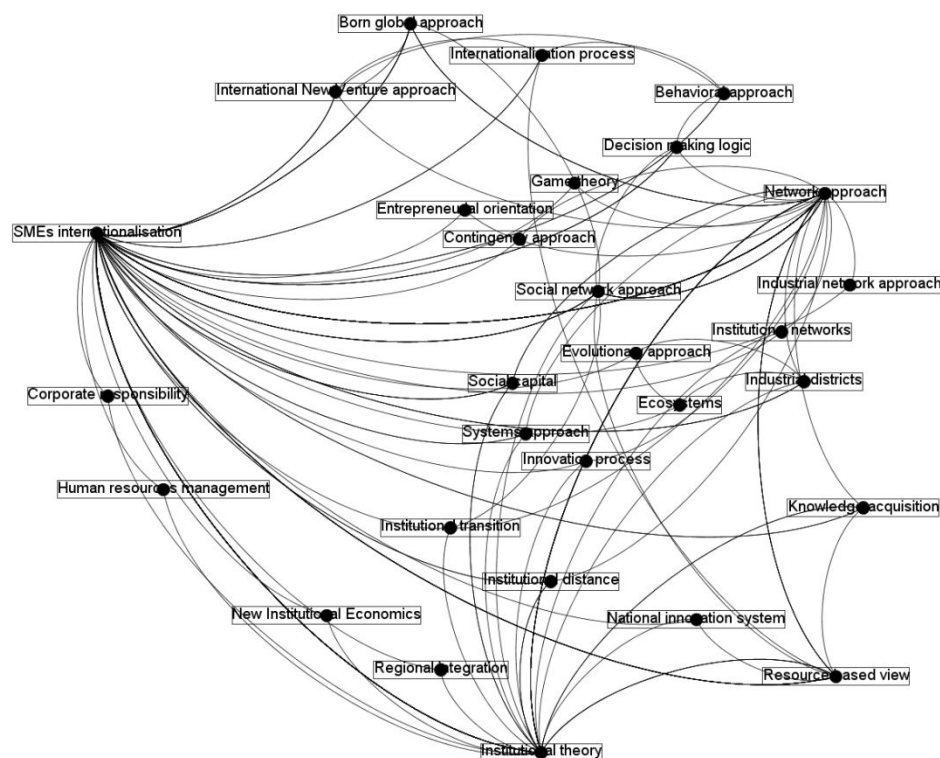 Born global approach
Internationalisation process
International New Venture approach
Behavioral approach
Decision making logic
Game theory
Network approach
Entrepreneurial orientation
SMEs internationalisation
Contingency approach
Industrial network approach
Social network approach
Institutional networks
Evolutionary approach
Social capital
Industrial districts
Corporate responsibility
Ecosystems
Systems approach
Innovation process
Human resources management
Knowledge acquisition
Institutional transition
Institutional distance
New Institutional Economics
National innovation system
Regional integration
Resource based view
Institutional theory